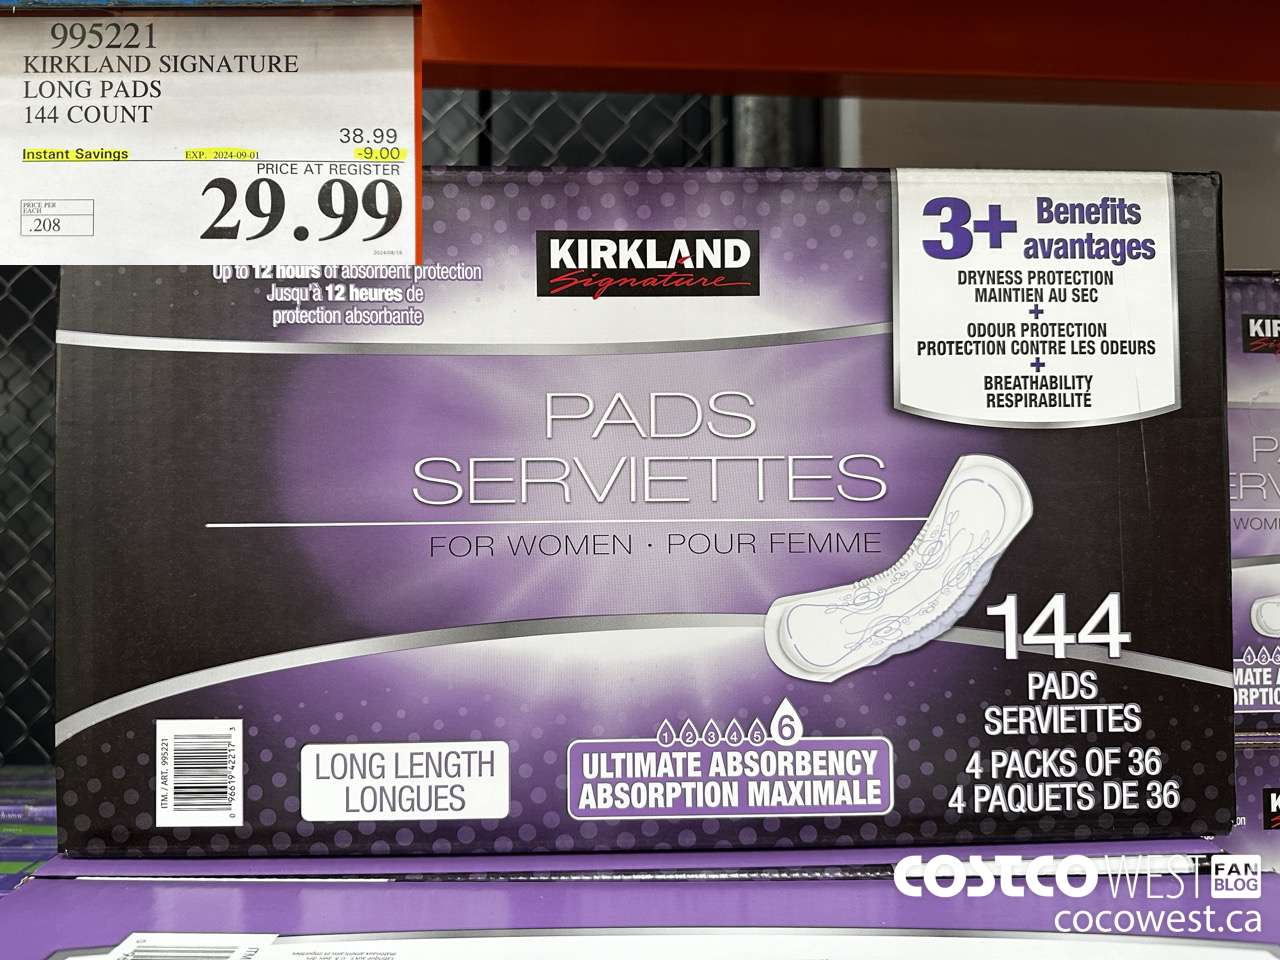 995221
KIRKLAND SIGNATURE
LONG PADS
144 COUNT
38.99
Instant Savings EXP. 2024-09-01 -9.00
PRICE AT REGISTER
29.99
PRICE PER
EACH
.208
Up to 12 hours of absorbent protection
Jusqu'à 12 heures de
protection absorbante
KIRKLAND
Signature
3+ Benefits
avantages
DRYNESS PROTECTION
MAINTIEN AU SEC
+
ODOUR PROTECTION
PROTECTION CONTRE LES ODEURS
+
BREATHABILITY
RESPIRABILITÉ
PADS
SERVIETTES
FOR WOMEN · POUR FEMME
144
PADS
SERVIETTES
4 PACKS OF 36
4 PAQUETS DE 36
1 2 3 4 5 6
ULTIMATE ABSORBENCY
ABSORPTION MAXIMALE
LONG LENGTH
LONGUES
ITM. / ART. 995221
0 96619 42217 3
COSTCO WEST FAN BLOG
cocowest.ca